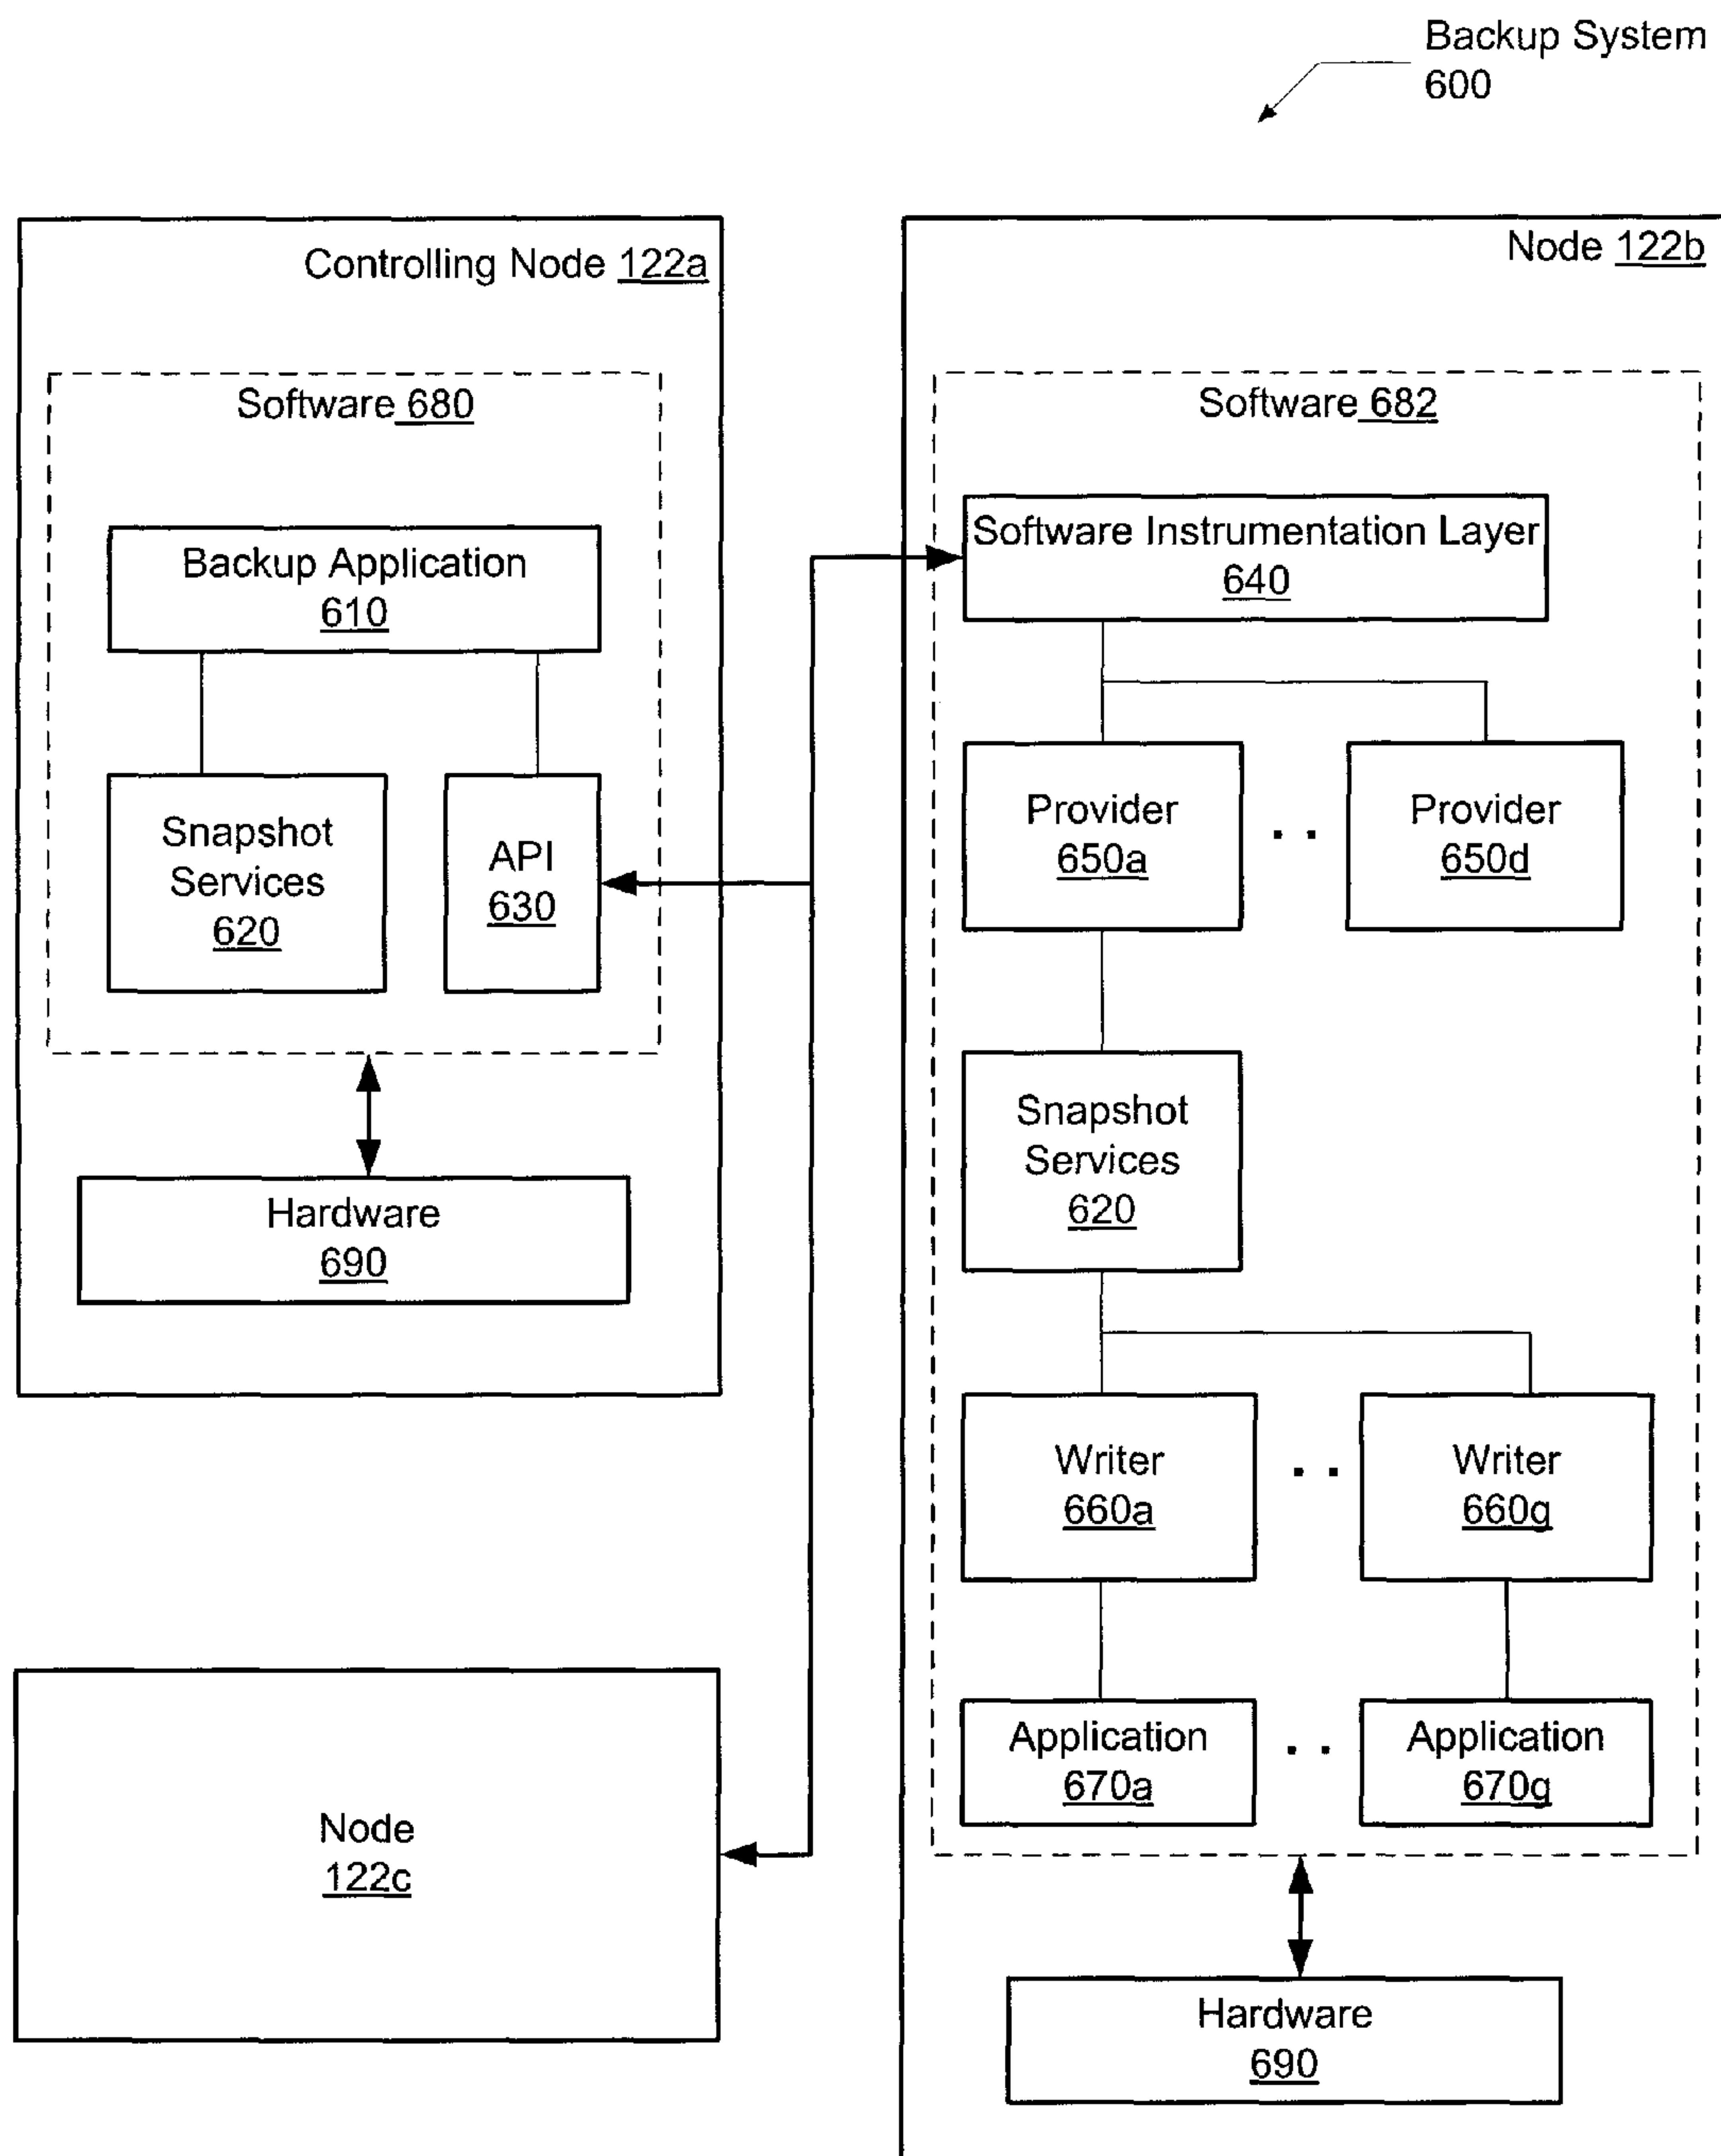 Backup System
600
Controlling Node 122a
Software 680
Backup Application
610
Snapshot
Services
620
API
630
Hardware
690
Node
122c
Node 122b
Software 682
Software Instrumentation Layer
640
Provider
650a
. .
Provider
650d
Snapshot
Services
620
Writer
660a
. .
Writer
660g
Application
670a
. .
Application
670g
Hardware
690